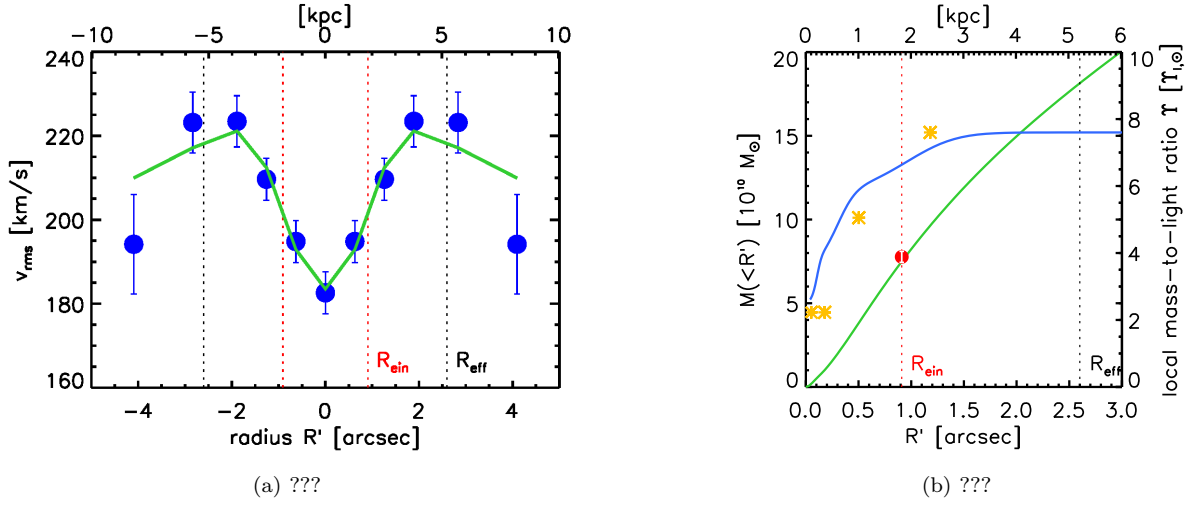 [kpc]
−10 −5 0 5 10
240
220
200
180
160
v_rms [km/s]
R_ein
R_eff
−4 −2 0 2 4
radius R' [arcsec]
(a) ???
[kpc]
0 1 2 3 4 5 6
20
15
10
5
0
M(<R') [10¹⁰ M_⊙]
10
8
6
4
2
0
local mass−to−light ratio ϒ [ϒ_I,⊙]
R_ein
R_eff
0.0 0.5 1.0 1.5 2.0 2.5 3.0
R' [arcsec]
(b) ???